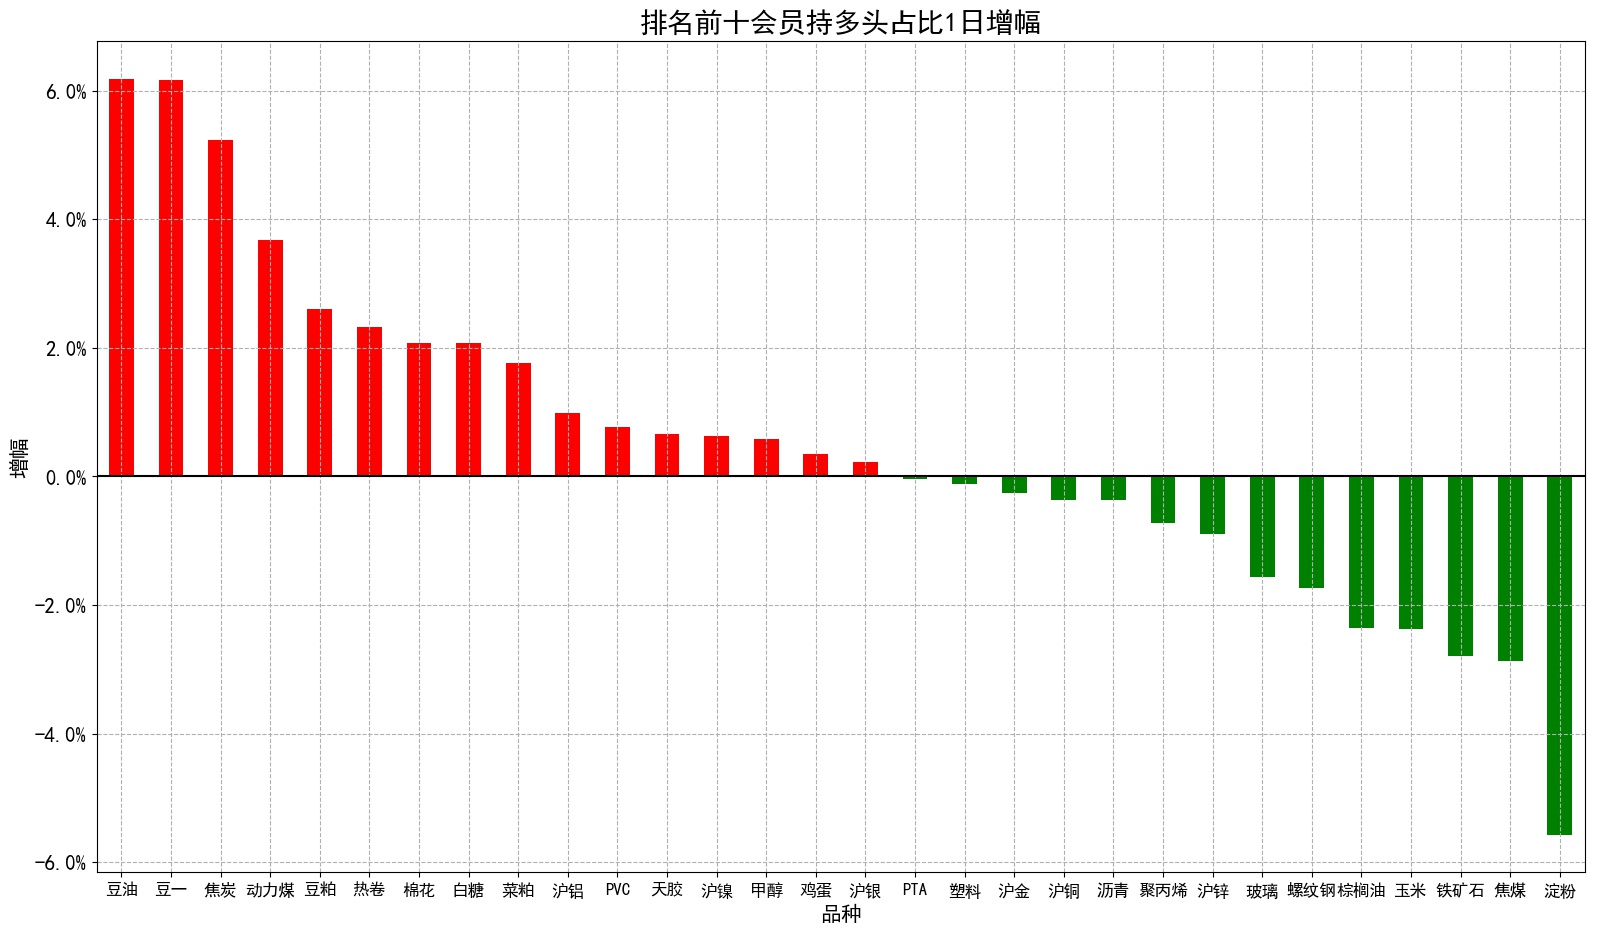 排名前十会员持多头占比1日增幅
6.0%
4.0%
2.0%
0.0%
-2.0%
-4.0%
-6.0%
增幅
豆油 豆一 焦炭 动力煤 豆粕 热卷 棉花 白糖 菜粕 沪铝 PVC 天胶 沪镍 甲醇 鸡蛋 沪银 PTA 塑料 沪金 沪铜 沥青 聚丙烯 沪锌 玻璃 螺纹钢 棕榈油 玉米 铁矿石 焦煤 淀粉
品种